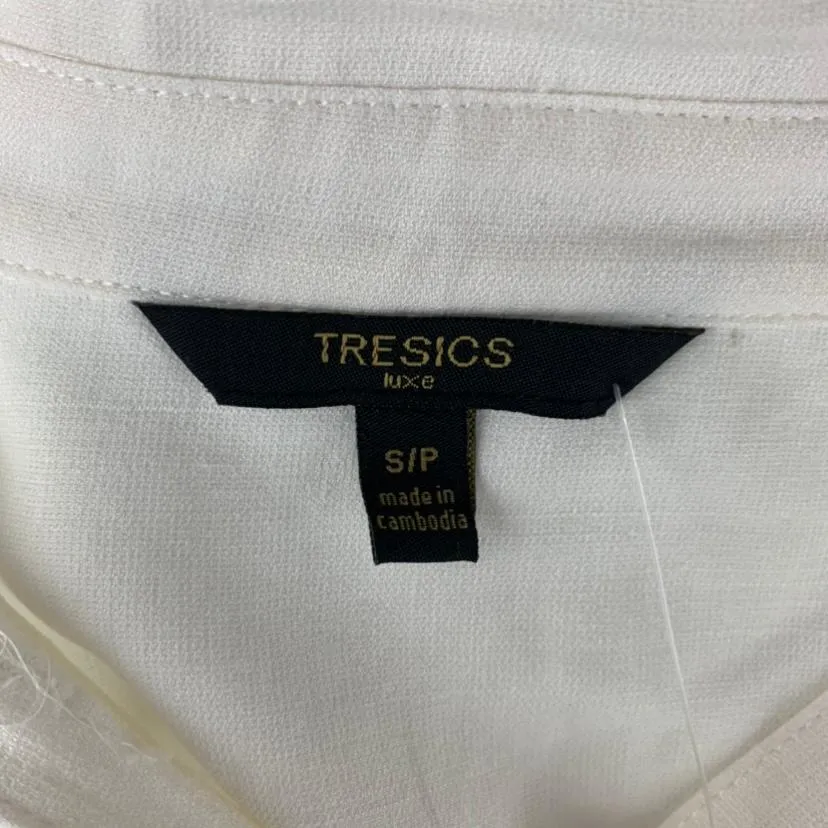 TRESICS
luxe
S/P
made in
cambodia